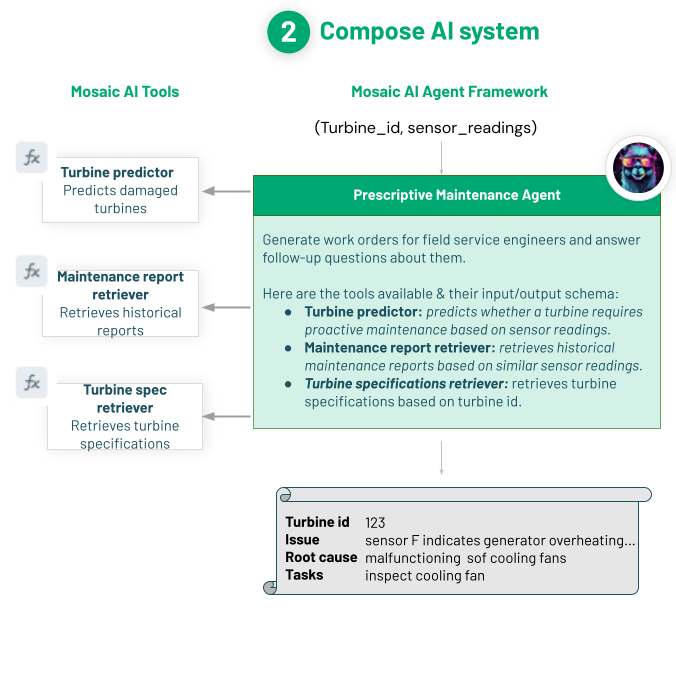 2 Compose AI system
Mosaic AI Tools
Mosaic AI Agent Framework
(Turbine_id, sensor_readings)
fx
Turbine predictor
Predicts damaged
turbines
fx
Maintenance report
retriever
Retrieves historical
reports
fx
Turbine spec
retriever
Retrieves turbine
specifications
Prescriptive Maintenance Agent
Generate work orders for field service engineers and answer
follow-up questions about them.
Here are the tools available & their input/output schema:
● Turbine predictor: predicts whether a turbine requires
proactive maintenance based on sensor readings.
● Maintenance report retriever: retrieves historical
maintenance reports based on similar sensor readings.
● Turbine specifications retriever: retrieves turbine
specifications based on turbine id.
Turbine id 123
Issue sensor F indicates generator overheating...
Root cause malfunctioning sof cooling fans
Tasks inspect cooling fan